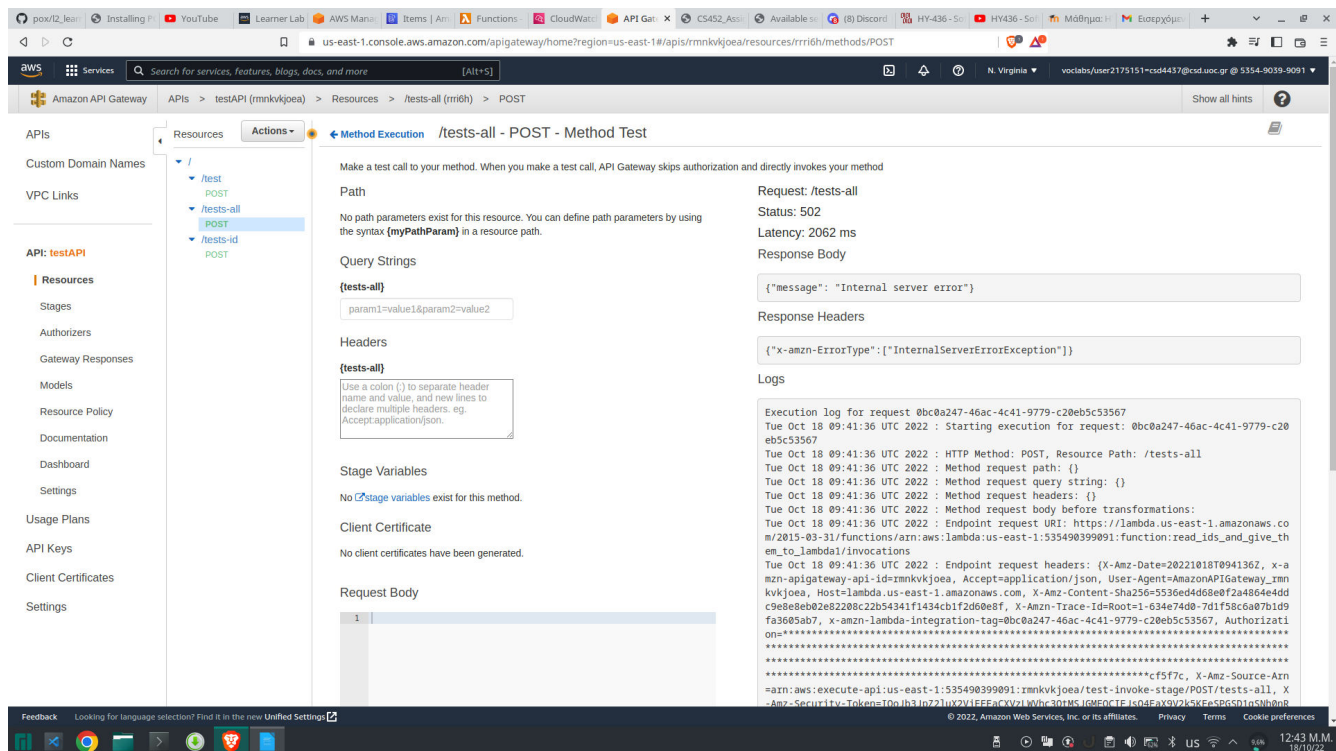 pox/l2_lear
Installing P
YouTube
Learner Lab
AWS Mana
Items | Am
Functions -
CloudWatc
API Gat
CS452_Assi
Available se
(8) Discord
HY-436 - So
HY436 - Sof
Μάθημα: H
Εισερχόμε
us-east-1.console.aws.amazon.com/apigateway/home?region=us-east-1#/apis/rmnkvkjoea/resources/rrri6h/methods/POST
aws
Services
Search for services, features, blogs, docs, and more
[Alt+S]
N. Virginia
voclabs/user2175151=csd4437@csd.uoc.gr @ 5354-9039-9091
Amazon API Gateway
APIs > testAPI (rmnkvkjoea) > Resources > /tests-all (rrri6h) > POST
Show all hints
APIs
Custom Domain Names
VPC Links
API: testAPI
Resources
Stages
Authorizers
Gateway Responses
Models
Resource Policy
Documentation
Dashboard
Settings
Usage Plans
API Keys
Client Certificates
Settings
Resources
Actions
/
/test
POST
/tests-all
POST
/tests-id
POST
Method Execution /tests-all - POST - Method Test
Make a test call to your method. When you make a test call, API Gateway skips authorization and directly invokes your method
Path
No path parameters exist for this resource. You can define path parameters by using
the syntax {myPathParam} in a resource path.
Query Strings
{tests-all}
param1=value1&param2=value2
Headers
{tests-all}
Use a colon (:) to separate header
name and value, and new lines to
declare multiple headers. eg.
Accept:application/json.
Stage Variables
No stage variables exist for this method.
Client Certificate
No client certificates have been generated.
Request Body
1
Request: /tests-all
Status: 502
Latency: 2062 ms
Response Body
{"message": "Internal server error"}
Response Headers
{"x-amzn-ErrorType":["InternalServerErrorException"]}
Logs
Execution log for request 0bc0a247-46ac-4c41-9779-c20eb5c53567
Tue Oct 18 09:41:36 UTC 2022 : Starting execution for request: 0bc0a247-46ac-4c41-9779-c20
eb5c53567
Tue Oct 18 09:41:36 UTC 2022 : HTTP Method: POST, Resource Path: /tests-all
Tue Oct 18 09:41:36 UTC 2022 : Method request path: {}
Tue Oct 18 09:41:36 UTC 2022 : Method request query string: {}
Tue Oct 18 09:41:36 UTC 2022 : Method request headers: {}
Tue Oct 18 09:41:36 UTC 2022 : Method request body before transformations:
Tue Oct 18 09:41:36 UTC 2022 : Endpoint request URI: https://lambda.us-east-1.amazonaws.co
m/2015-03-31/functions/arn:aws:lambda:us-east-1:535490399091:function:read_ids_and_give_th
em_to_lambda1/invocations
Tue Oct 18 09:41:36 UTC 2022 : Endpoint request headers: {X-Amz-Date=20221018T094136Z, x-a
mzn-apigateway-api-id=rmnkvkjoea, Accept=application/json, User-Agent=AmazonAPIGateway_rmn
kvkjoea, Host=lambda.us-east-1.amazonaws.com, X-Amz-Content-Sha256=5536ed4d68e0f2a4864e4dd
c9e8e8eb02e82208c22b54341f1434cb1f2d60e8f, X-Amzn-Trace-Id=Root=1-634e74d0-7d1f58c6a07b1d9
fa3605ab7, x-amzn-lambda-integration-tag=0bc0a247-46ac-4c41-9779-c20eb5c53567, Authorizati
on=***************************************************************************************
******************************************************************************************
******************************************************************************************
******************************************************************cf5f7c, X-Amz-Source-Arn
=arn:aws:execute-api:us-east-1:535490399091:rmnkvkjoea/test-invoke-stage/POST/tests-all, X
Feedback
Looking for language selection? Find it in the new Unified Settings
© 2022, Amazon Web Services, Inc. or its affiliates.
Privacy
Terms
Cookie preferences
US
96%
12:43 Μ.Μ.
18/10/22